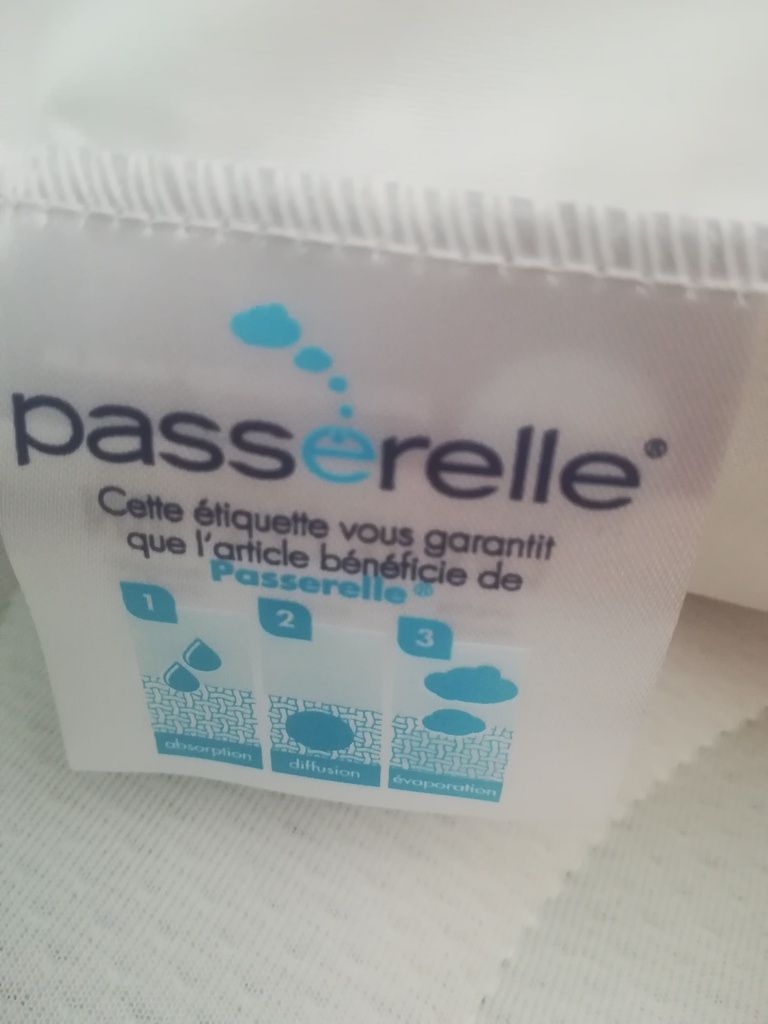 passerelle®
Cette étiquette vous garantit
que l'article bénéficie de
Passerelle®
1 2 3
absorption diffusion évaporation